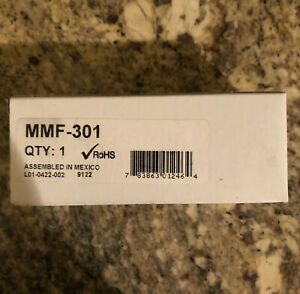 MMF-301
QTY: 1 ✓RoHS
ASSEMBLED IN MEXICO
L01-0422-002 9122
7 83863 01246 4